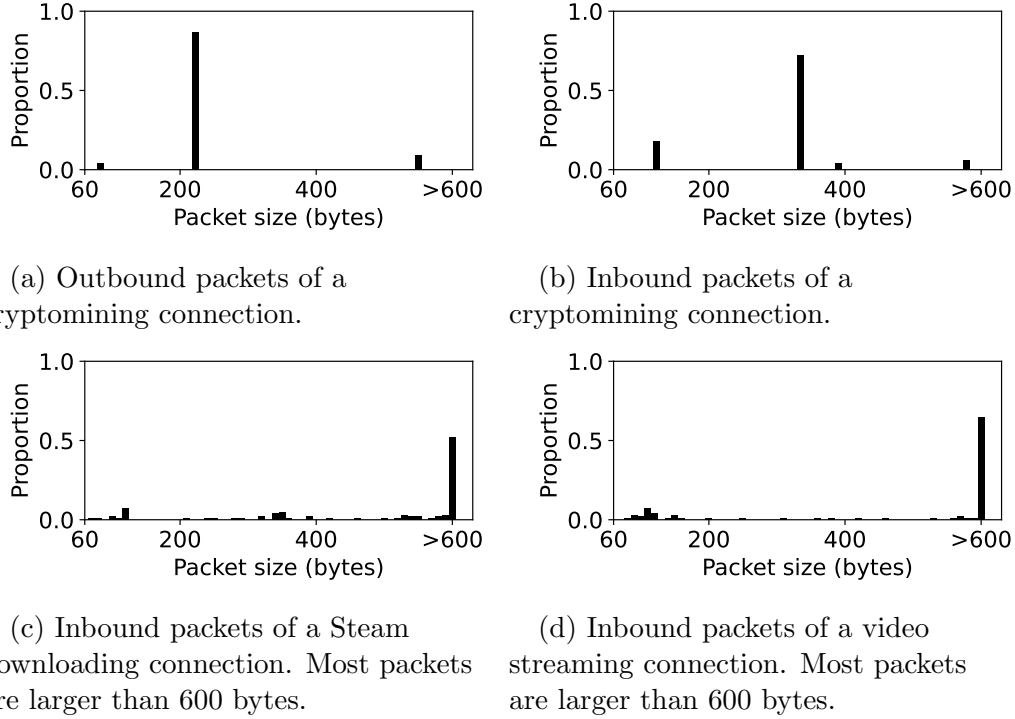 1.0
0.5
0.0
Proportion
60 200 400 >600
Packet size (bytes)
(a) Outbound packets of a
ryptomining connection.
1.0
0.5
0.0
Proportion
60 200 400 >600
Packet size (bytes)
(b) Inbound packets of a
cryptomining connection.
1.0
0.5
0.0
Proportion
60 200 400 >600
Packet size (bytes)
(c) Inbound packets of a Steam
ownloading connection. Most packets
re larger than 600 bytes.
1.0
0.5
0.0
Proportion
60 200 400 >600
Packet size (bytes)
(d) Inbound packets of a video
streaming connection. Most packets
are larger than 600 bytes.